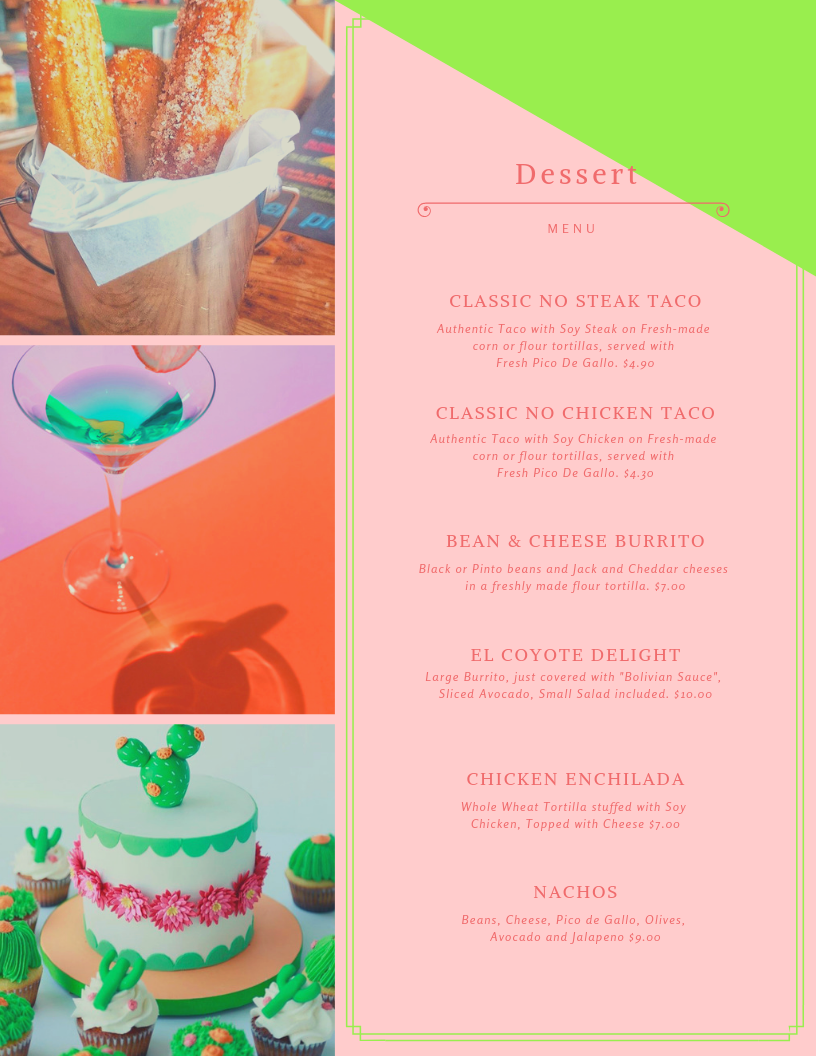 Dessert
MENU
CLASSIC NO STEAK TACO
Authentic Taco with Soy Steak on Fresh-made
corn or flour tortillas, served with
Fresh Pico De Gallo. $4.90
CLASSIC NO CHICKEN TACO
Authentic Taco with Soy Chicken on Fresh-made
corn or flour tortillas, served with
Fresh Pico De Gallo. $4.30
BEAN & CHEESE BURRITO
Black or Pinto beans and Jack and Cheddar cheeses
in a freshly made flour tortilla. $7.00
EL COYOTE DELIGHT
Large Burrito, just covered with "Bolivian Sauce",
Sliced Avocado, Small Salad included. $10.00
CHICKEN ENCHILADA
Whole Wheat Tortilla stuffed with Soy
Chicken, Topped with Cheese $7.00
NACHOS
Beans, Cheese, Pico de Gallo, Olives,
Avocado and Jalapeno $9.00